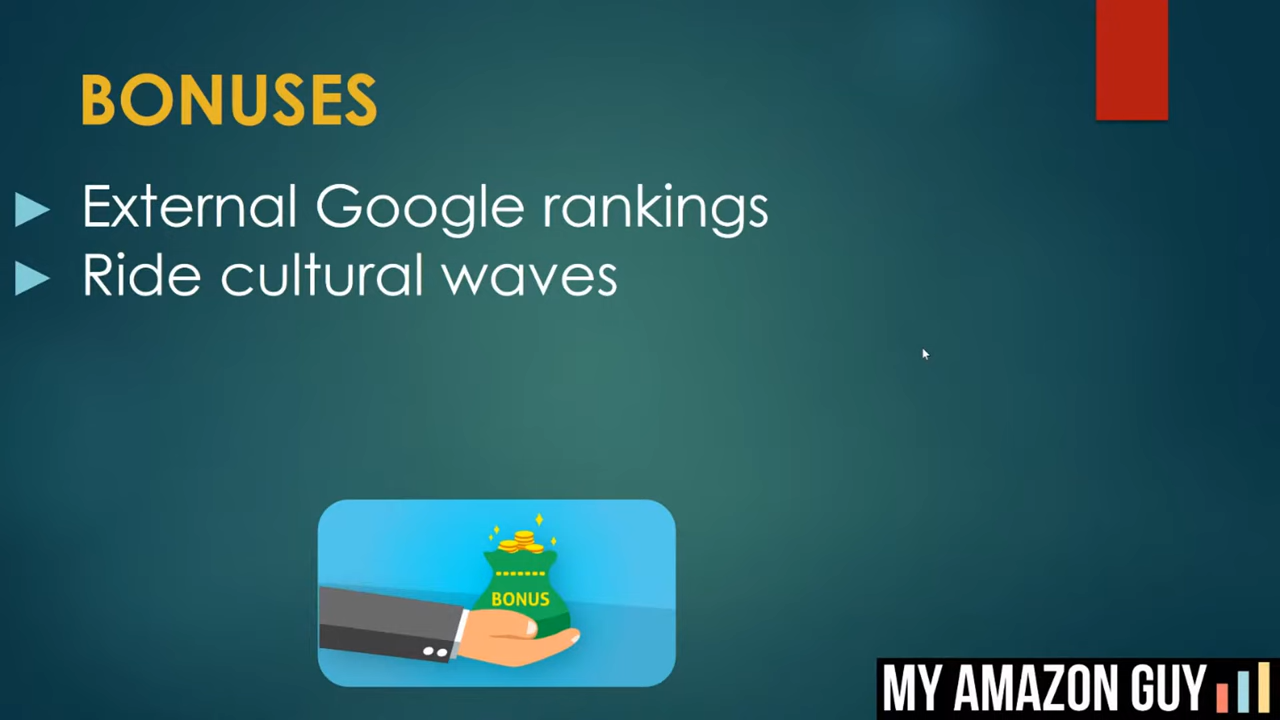 BONUSES
External Google rankings
Ride cultural waves
BONUS
MY AMAZON GUY